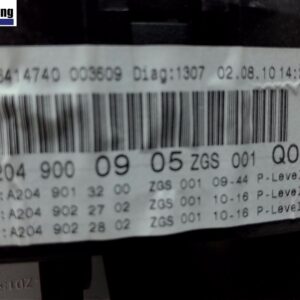 ng
6414740 003609 Diag:1307 02.08.10 14:
204 900 09 05 ZGS 001 Q0
:A204 901 32 00 ZGS 001 09-44 P-Leve
:A204 902 27 02 ZGS 001 10-16 P-Leve
:A204 902 28 02 ZGS 001 10-16 P-Level